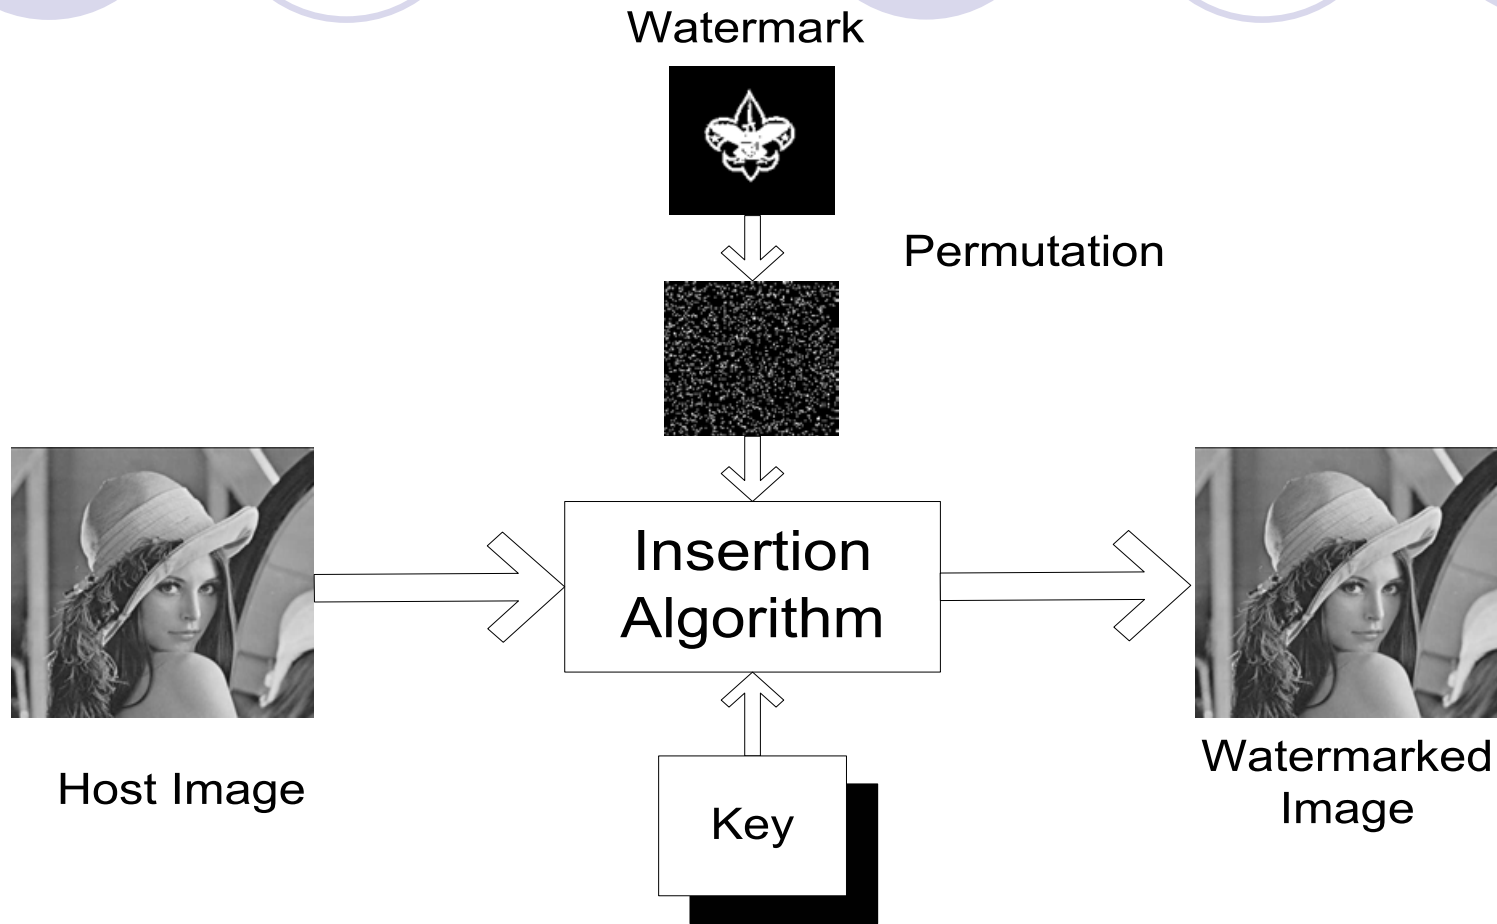 Watermark
Permutation
Insertion
Algorithm
Host Image
Key
Watermarked
Image